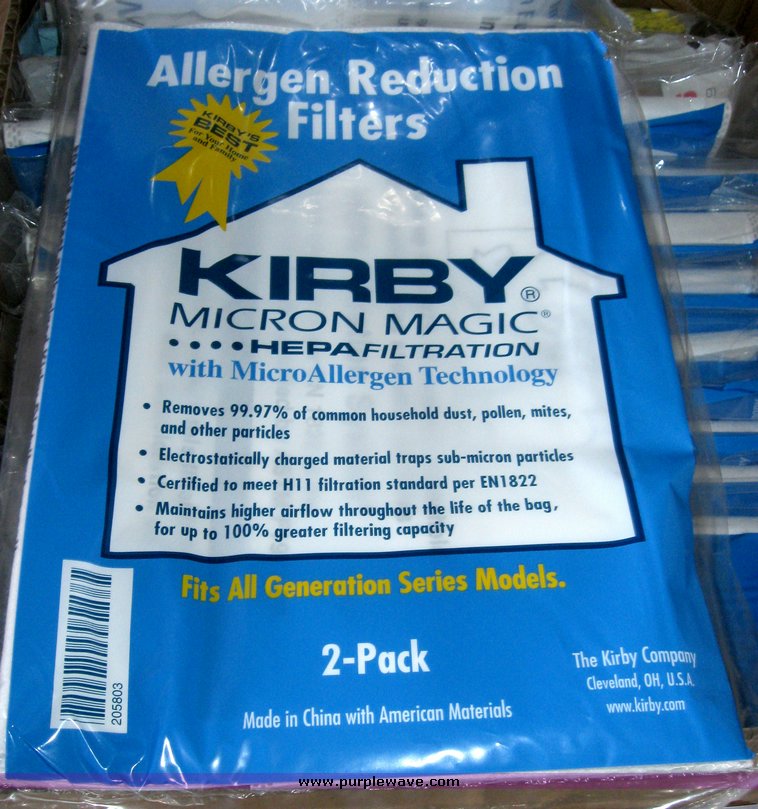 Allergen Reduction
Filters
KIRBY'S
BEST
For Your Home
and Family
KIRBY®
MICRON MAGIC®
••••HEPAFILTRATION
with MicroAllergen Technology
• Removes 99.97% of common household dust, pollen, mites,
and other particles
• Electrostatically charged material traps sub-micron particles
• Certified to meet H11 filtration standard per EN1822
• Maintains higher airflow throughout the life of the bag,
for up to 100% greater filtering capacity
Fits All Generation Series Models.
205803
2-Pack
Made in China with American Materials
The Kirby Company
Cleveland, OH, U.S.A.
www.kirby.com
www.purplewave.com